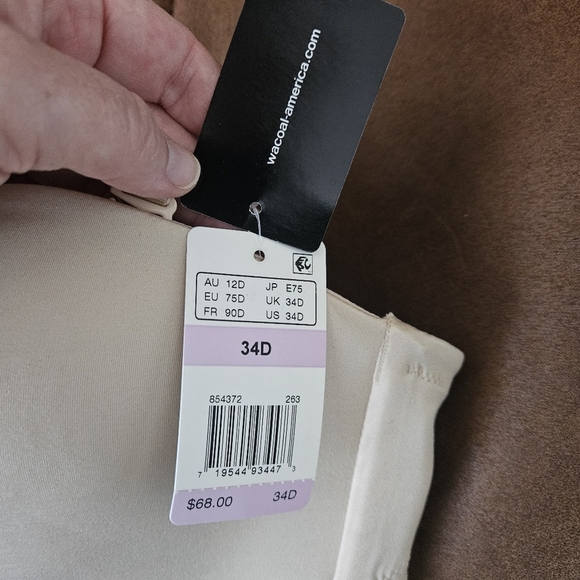 wacoal-america.com
AU 12D JP E75
EU 75D UK 34D
FR 90D US 34D
34D
854372 263
7 19544 93447 3
$68.00 34D